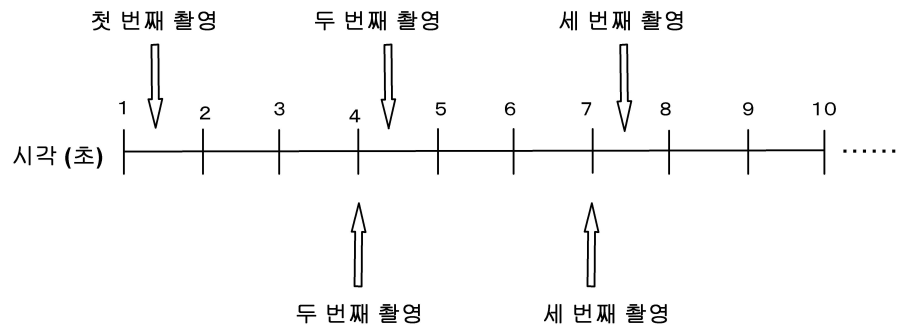 첫 번째 촬영 두 번째 촬영 세 번째 촬영
1 2 3 4 5 6 7 8 9 10
시각 (초) ......
두 번째 촬영 세 번째 촬영